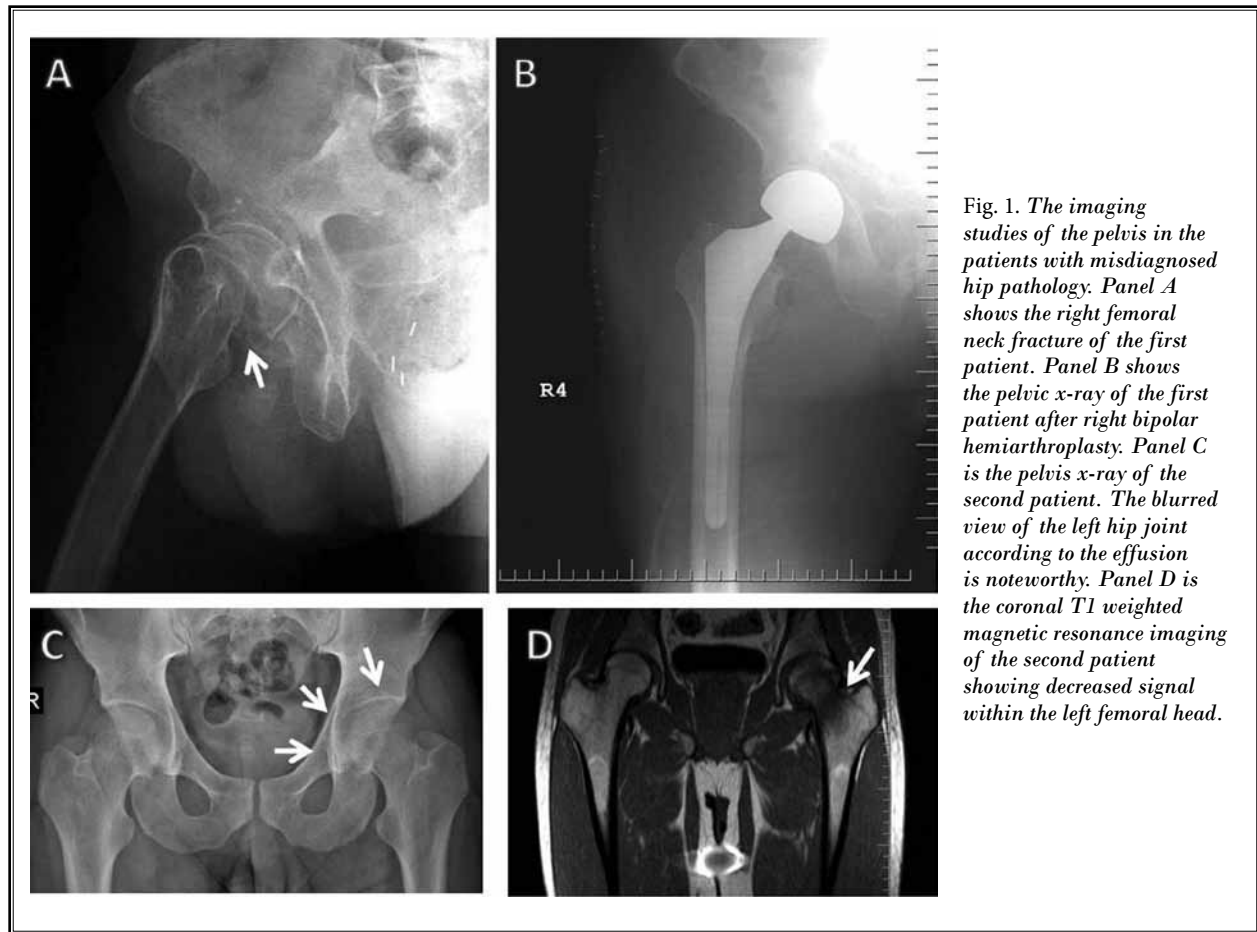 A
B
R4
C
R
D
Fig. 1. The imaging
studies of the pelvis in the
patients with misdiagnosed
hip pathology. Panel A
shows the right femoral
neck fracture of the first
patient. Panel B shows
the pelvic x-ray of the first
patient after right bipolar
hemiarthroplasty. Panel C
is the pelvis x-ray of the
second patient. The blurred
view of the left hip joint
according to the effusion
is noteworthy. Panel D is
the coronal T1 weighted
magnetic resonance imaging
of the second patient
showing decreased signal
within the left femoral head.